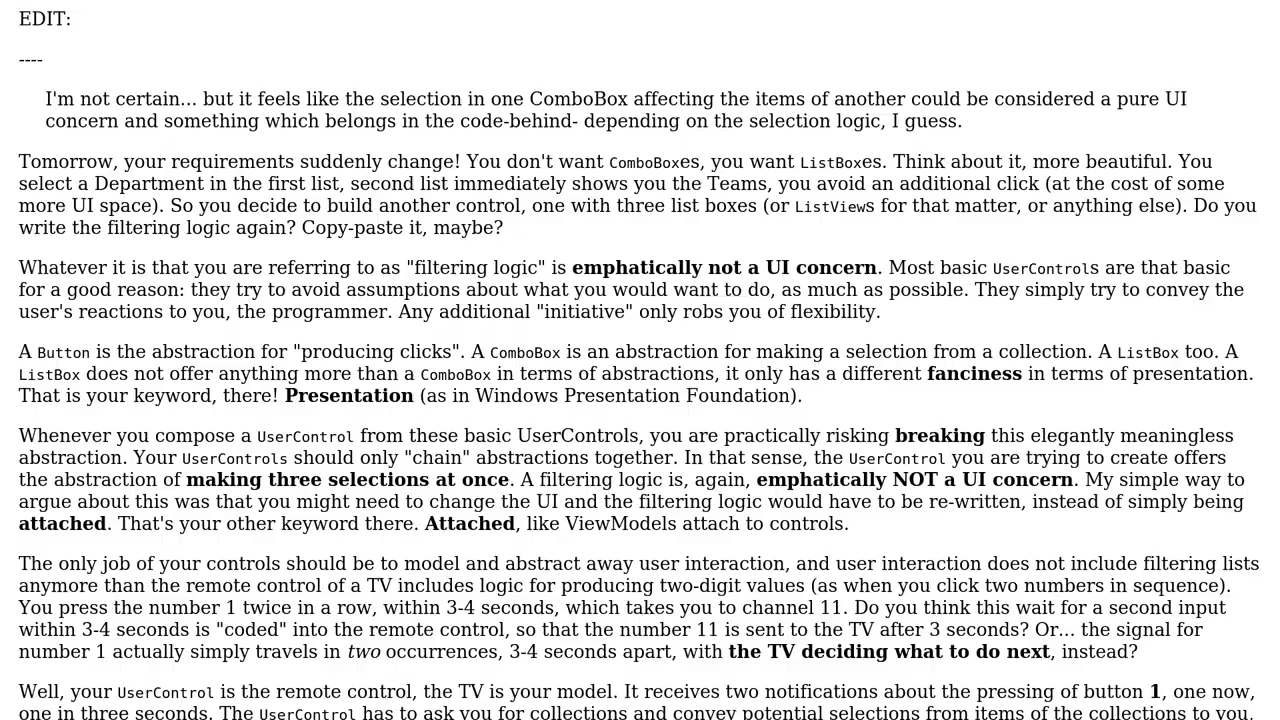 EDIT:
----
I'm not certain... but it feels like the selection in one ComboBox affecting the items of another could be considered a pure UI
concern and something which belongs in the code-behind- depending on the selection logic, I guess.
Tomorrow, your requirements suddenly change! You don't want ComboBoxes, you want ListBoxes. Think about it, more beautiful. You
select a Department in the first list, second list immediately shows you the Teams, you avoid an additional click (at the cost of some
more UI space). So you decide to build another control, one with three list boxes (or ListViews for that matter, or anything else). Do you
write the filtering logic again? Copy-paste it, maybe?
Whatever it is that you are referring to as "filtering logic" is emphatically not a UI concern. Most basic UserControls are that basic
for a good reason: they try to avoid assumptions about what you would want to do, as much as possible. They simply try to convey the
user's reactions to you, the programmer. Any additional "initiative" only robs you of flexibility.
A Button is the abstraction for "producing clicks". A ComboBox is an abstraction for making a selection from a collection. A ListBox too. A
ListBox does not offer anything more than a ComboBox in terms of abstractions, it only has a different fanciness in terms of presentation.
That is your keyword, there! Presentation (as in Windows Presentation Foundation).
Whenever you compose a UserControl from these basic UserControls, you are practically risking breaking this elegantly meaningless
abstraction. Your UserControls should only "chain" abstractions together. In that sense, the UserControl you are trying to create offers
the abstraction of making three selections at once. A filtering logic is, again, emphatically NOT a UI concern. My simple way to
argue about this was that you might need to change the UI and the filtering logic would have to be re-written, instead of simply being
attached. That's your other keyword there. Attached, like ViewModels attach to controls.
The only job of your controls should be to model and abstract away user interaction, and user interaction does not include filtering lists
anymore than the remote control of a TV includes logic for producing two-digit values (as when you click two numbers in sequence).
You press the number 1 twice in a row, within 3-4 seconds, which takes you to channel 11. Do you think this wait for a second input
within 3-4 seconds is "coded" into the remote control, so that the number 11 is sent to the TV after 3 seconds? Or... the signal for
number 1 actually simply travels in two occurrences, 3-4 seconds apart, with the TV deciding what to do next, instead?
Well, your UserControl is the remote control, the TV is your model. It receives two notifications about the pressing of button 1, one now,
one in three seconds. The UserControl has to ask you for collections and convey potential selections from items of the collections to you,